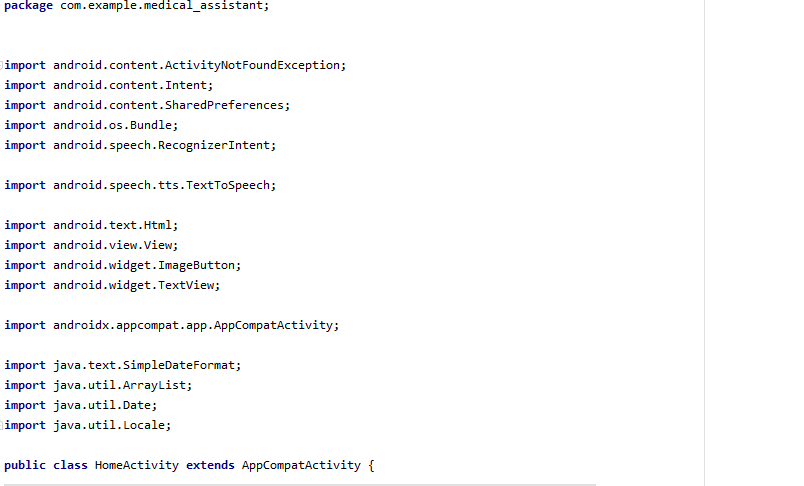 package com.example.medical_assistant;
import android.content.ActivityNotFoundException;
import android.content.Intent;
import android.content.SharedPreferences;
import android.os.Bundle;
import android.speech.RecognizerIntent;
import android.speech.tts.TextToSpeech;
import android.text.Html;
import android.view.View;
import android.widget.ImageButton;
import android.widget.TextView;
import androidx.appcompat.app.AppCompatActivity;
import java.text.SimpleDateFormat;
import java.util.ArrayList;
import java.util.Date;
import java.util.Locale;
public class HomeActivity extends AppCompatActivity {